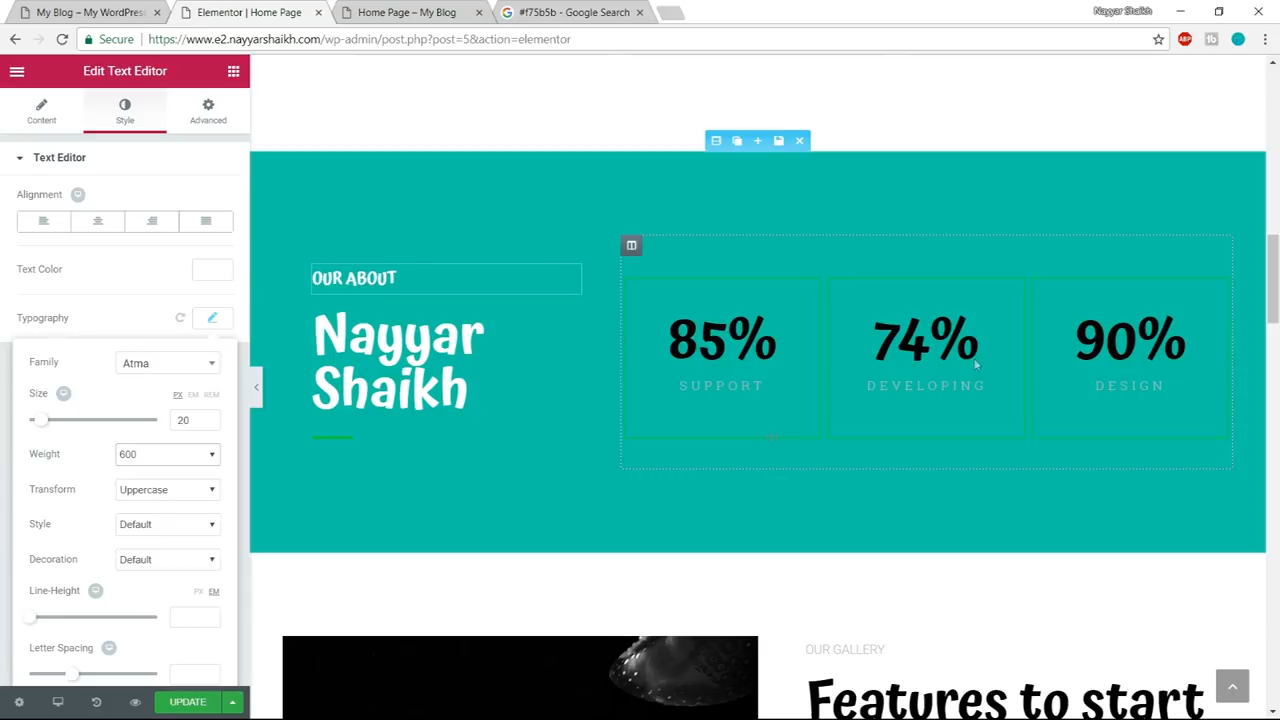 My Blog – My WordPress
Elementor | Home Page
Home Page – My Blog
#f75b5b - Google Search
Nayyar Shaikh
Secure
https://www.e2.nayyarshaikh.com/wp-admin/post.php?post=5&action=elementor
ABP
Edit Text Editor
Content
Style
Advanced
Text Editor
Alignment
Text Color
Typography
Family
Atma
Size
PX EM REM
20
Weight
600
Transform
Uppercase
Style
Default
Decoration
Default
Line-Height
PX EM
Letter Spacing
UPDATE
OUR ABOUT
Nayyar
Shaikh
85%
SUPPORT
74%
DEVELOPING
90%
DESIGN
OUR GALLERY
Features to start